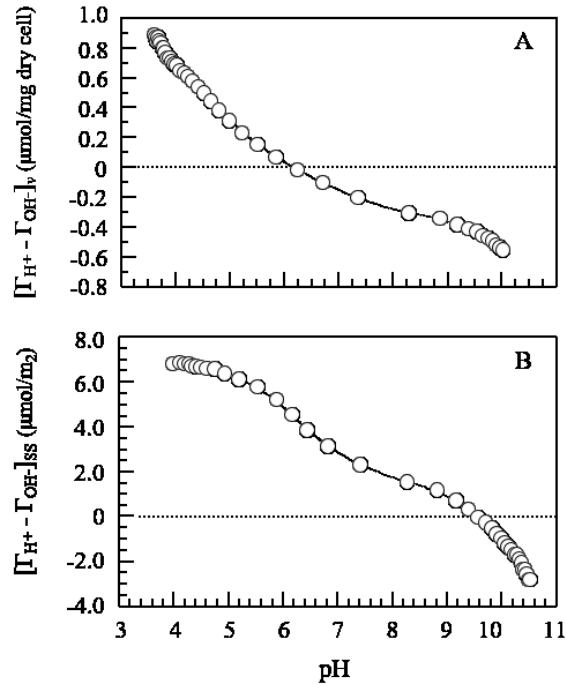 1.0
A
0.8
0.6
0.4
0.2
0
-0.2
-0.4
-0.6
-0.8
[ΓH+ – ΓOH-]v (μmol/mg dry cell)
8.0
B
6.0
4.0
2.0
0
-2.0
-4.0
[ΓH+ – ΓOH-]SS (μmol/m2)
3 4 5 6 7 8 9 10 11
pH